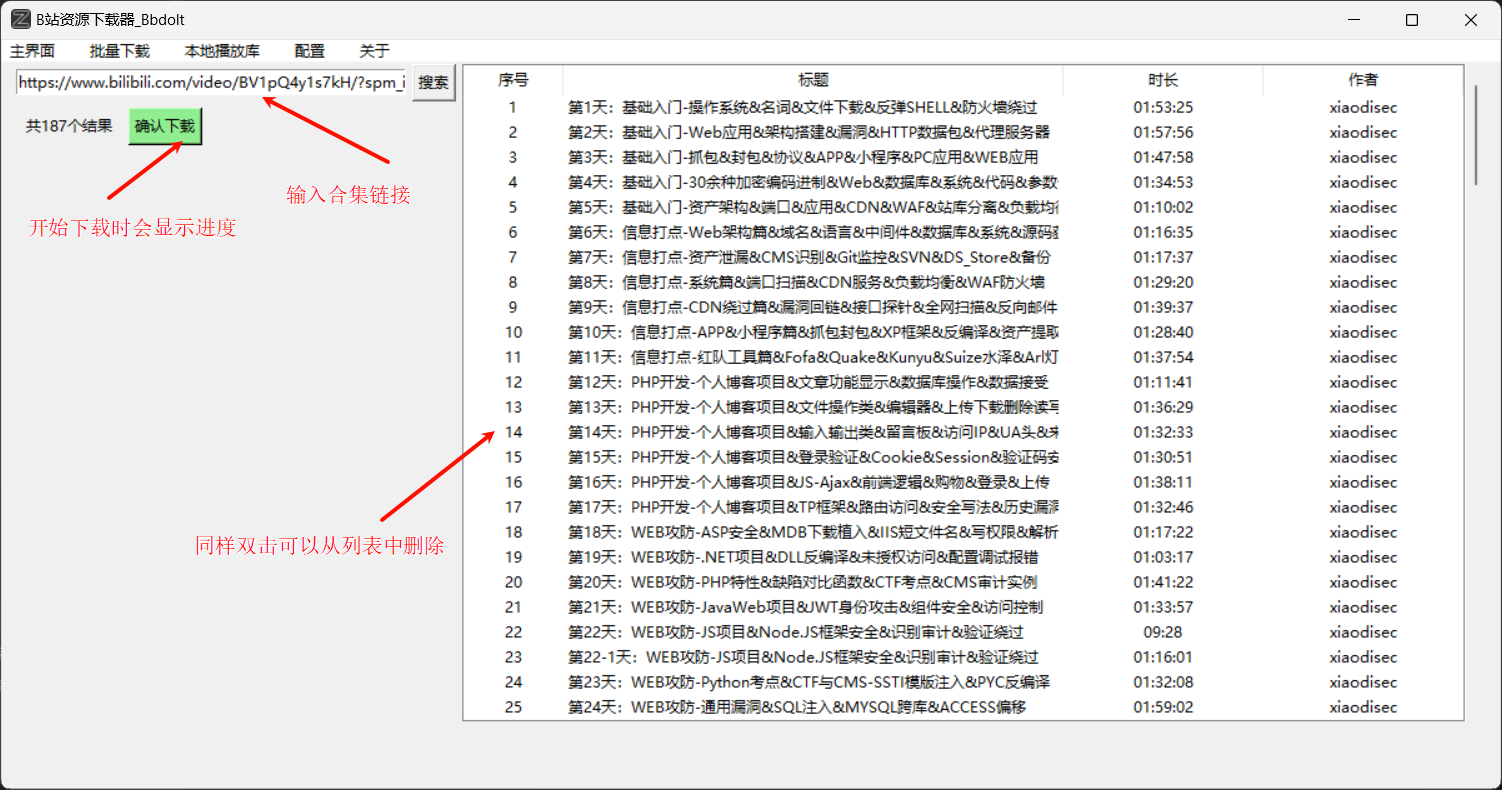 B站资源下载器_Bbdolt
主界面 批量下载 本地播放库 配置 关于
https://www.bilibili.com/video/BV1pQ4y1s7kH/?spm_i 搜索
共187个结果 确认下载
输入合集链接
开始下载时会显示进度
同样双击可以从列表中删除
序号 标题 时长 作者
1 第1天：基础入门-操作系统&名词&文件下载&反弹SHELL&防火墙绕过 01:53:25 xiaodisec
2 第2天：基础入门-Web应用&架构搭建&漏洞&HTTP数据包&代理服务器 01:57:56 xiaodisec
3 第3天：基础入门-抓包&封包&协议&APP&小程序&PC应用&WEB应用 01:47:58 xiaodisec
4 第4天：基础入门-30余种加密编码进制&Web&数据库&系统&代码&参数 01:34:53 xiaodisec
5 第5天：基础入门-资产架构&端口&应用&CDN&WAF&站库分离&负载均 01:10:02 xiaodisec
6 第6天：信息打点-Web架构篇&域名&语言&中间件&数据库&系统&源码 01:16:35 xiaodisec
7 第7天：信息打点-资产泄漏&CMS识别&Git监控&SVN&DS_Store&备份 01:17:37 xiaodisec
8 第8天：信息打点-系统篇&端口扫描&CDN服务&负载均衡&WAF防火墙 01:29:20 xiaodisec
9 第9天：信息打点-CDN绕过篇&漏洞回链&接口探针&全网扫描&反向邮件 01:39:37 xiaodisec
10 第10天：信息打点-APP&小程序篇&抓包封包&XP框架&反编译&资产提取 01:28:40 xiaodisec
11 第11天：信息打点-红队工具篇&Fofa&Quake&Kunyu&Suize水泽&Arl灯 01:37:54 xiaodisec
12 第12天：PHP开发-个人博客项目&文章功能显示&数据库操作&数据接受 01:11:41 xiaodisec
13 第13天：PHP开发-个人博客项目&文件操作类&编辑器&上传下载删除读写 01:36:29 xiaodisec
14 第14天：PHP开发-个人博客项目&输入输出类&留言板&访问IP&UA头&来 01:32:33 xiaodisec
15 第15天：PHP开发-个人博客项目&登录验证&Cookie&Session&验证码安 01:30:51 xiaodisec
16 第16天：PHP开发-个人博客项目&JS-Ajax&前端逻辑&购物&登录&上传 01:38:11 xiaodisec
17 第17天：PHP开发-个人博客项目&TP框架&路由访问&安全写法&历史漏洞 01:32:46 xiaodisec
18 第18天：WEB攻防-ASP安全&MDB下载植入&IIS短文件名&写权限&解析 01:17:22 xiaodisec
19 第19天：WEB攻防-.NET项目&DLL反编译&未授权访问&配置调试报错 01:03:17 xiaodisec
20 第20天：WEB攻防-PHP特性&缺陷对比函数&CTF考点&CMS审计实例 01:41:22 xiaodisec
21 第21天：WEB攻防-JavaWeb项目&JWT身份攻击&组件安全&访问控制 01:33:57 xiaodisec
22 第22天：WEB攻防-JS项目&Node.JS框架安全&识别审计&验证绕过 09:28 xiaodisec
23 第22-1天：WEB攻防-JS项目&Node.JS框架安全&识别审计&验证绕过 01:16:01 xiaodisec
24 第23天：WEB攻防-Python考点&CTF与CMS-SSTI模版注入&PYC反编译 01:32:08 xiaodisec
25 第24天：WEB攻防-通用漏洞&SQL注入&MYSQL跨库&ACCESS偏移 01:59:02 xiaodisec